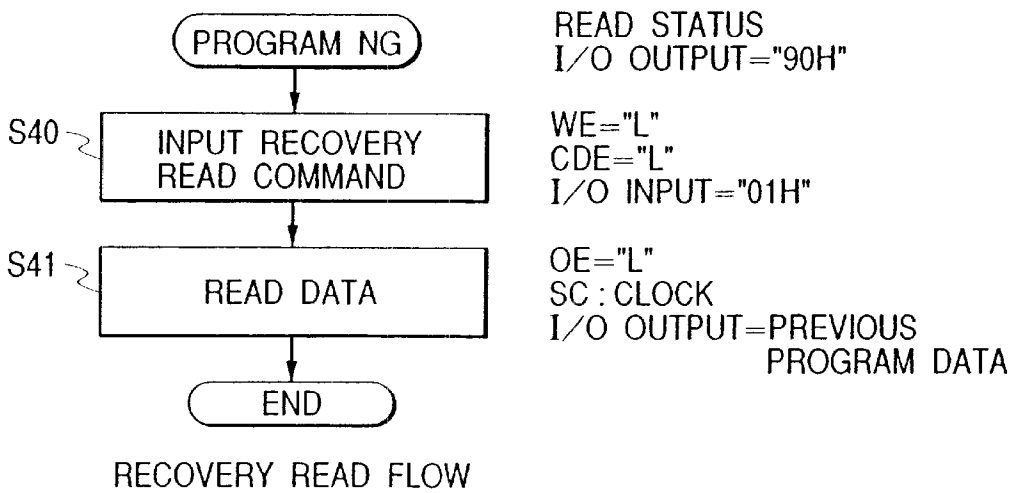 PROGRAM NG
READ STATUS
I/O OUTPUT="90H"
S40
INPUT RECOVERY
READ COMMAND
WE="L"
CDE="L"
I/O INPUT="01H"
S41
READ DATA
OE="L"
SC : CLOCK
I/O OUTPUT=PREVIOUS
PROGRAM DATA
END
RECOVERY READ FLOW